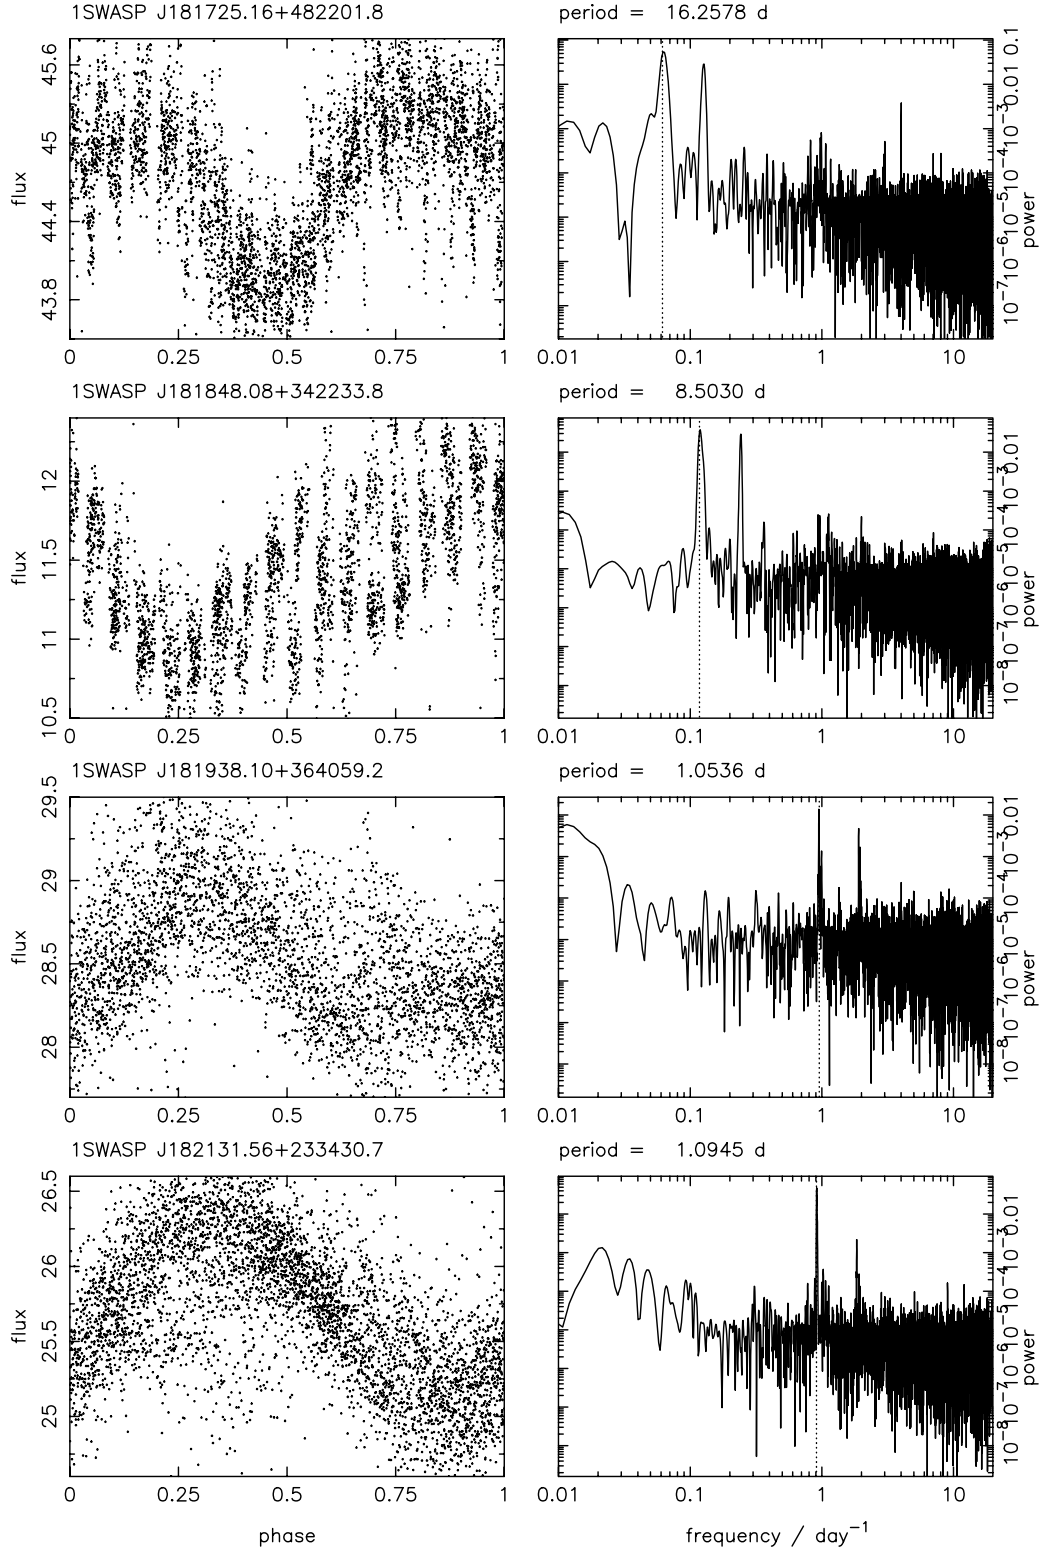 1SWASP J181725.16+482201.8 period = 16.2578 d
flux 45.6 45 44.4 43.8
0 0.25 0.5 0.75 1
0.1 0.01 10⁻³ 10⁻⁴ 10⁻⁵ 10⁻⁶ 10⁻⁷ power
0.01 0.1 1 10
1SWASP J181848.08+342233.8 period = 8.5030 d
flux 12 11.5 11 10.5
0 0.25 0.5 0.75 1
0.01 10⁻³ 10⁻⁴ 10⁻⁵ 10⁻⁶ 10⁻⁷ 10⁻⁸ power
0.01 0.1 1 10
1SWASP J181938.10+364059.2 period = 1.0536 d
flux 29.5 29 28.5 28
0 0.25 0.5 0.75 1
0.01 10⁻³ 10⁻⁴ 10⁻⁵ 10⁻⁶ 10⁻⁷ 10⁻⁸ power
0.01 0.1 1 10
1SWASP J182131.56+233430.7 period = 1.0945 d
flux 26.5 26 25.5 25
0 0.25 0.5 0.75 1
0.01 10⁻³ 10⁻⁴ 10⁻⁵ 10⁻⁶ 10⁻⁷ 10⁻⁸ power
0.01 0.1 1 10
phase frequency / day⁻¹